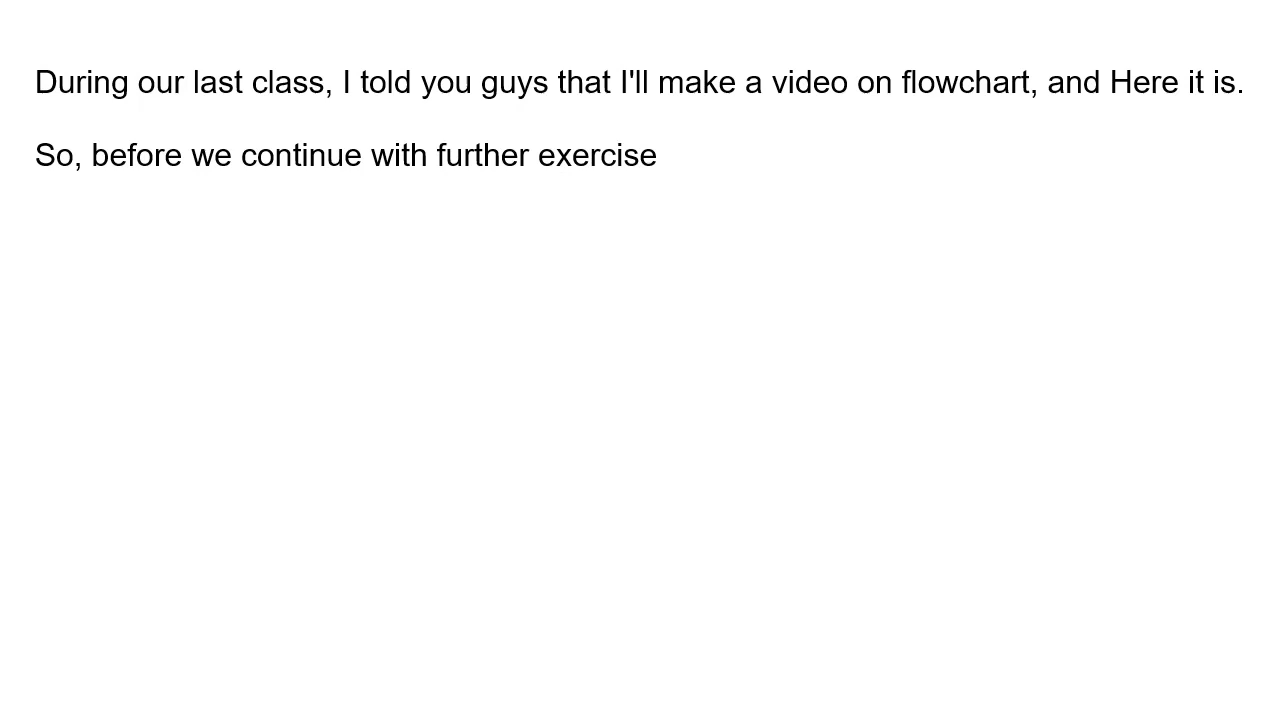 During our last class, I told you guys that I'll make a video on flowchart, and Here it is.
So, before we continue with further exercise